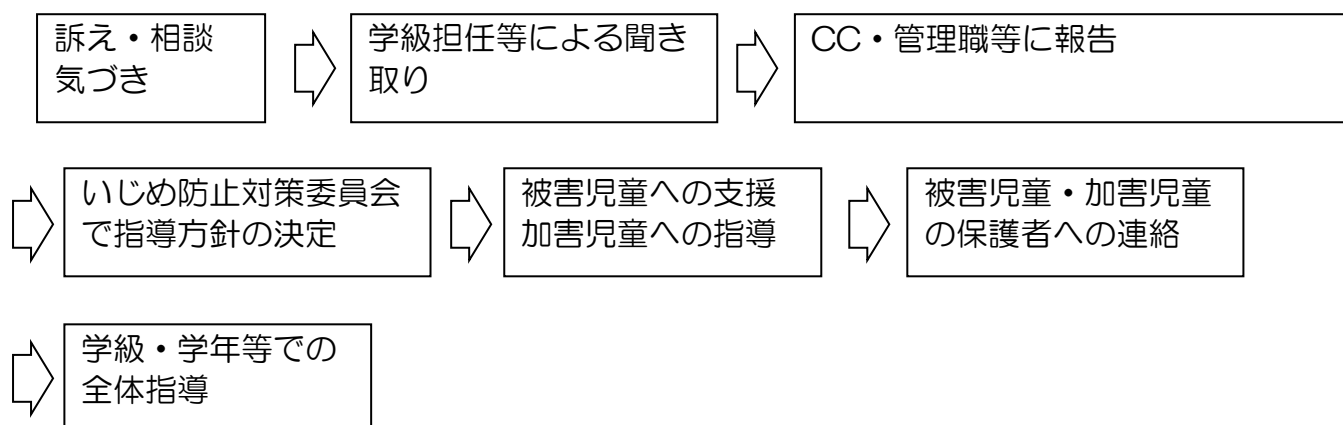 訴え・相談
気づき
学級担任等による聞き
取り
CC・管理職等に報告
いじめ防止対策委員会
で指導方針の決定
被害児童への支援
加害児童への指導
被害児童・加害児童
の保護者への連絡
学級・学年等での
全体指導